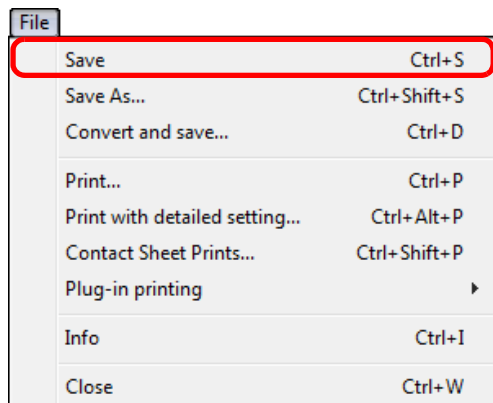 File
Save Ctrl+S
Save As... Ctrl+Shift+S
Convert and save... Ctrl+D
Print... Ctrl+P
Print with detailed setting... Ctrl+Alt+P
Contact Sheet Prints... Ctrl+Shift+P
Plug-in printing
Info Ctrl+I
Close Ctrl+W